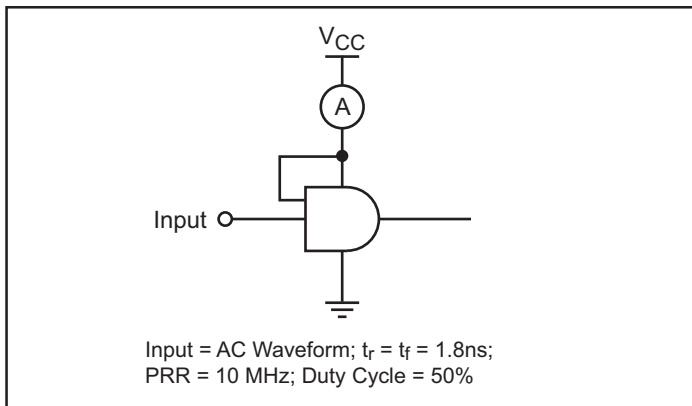 VCC
A
Input
Input = AC Waveform; tr = tf = 1.8ns;
PRR = 10 MHz; Duty Cycle = 50%